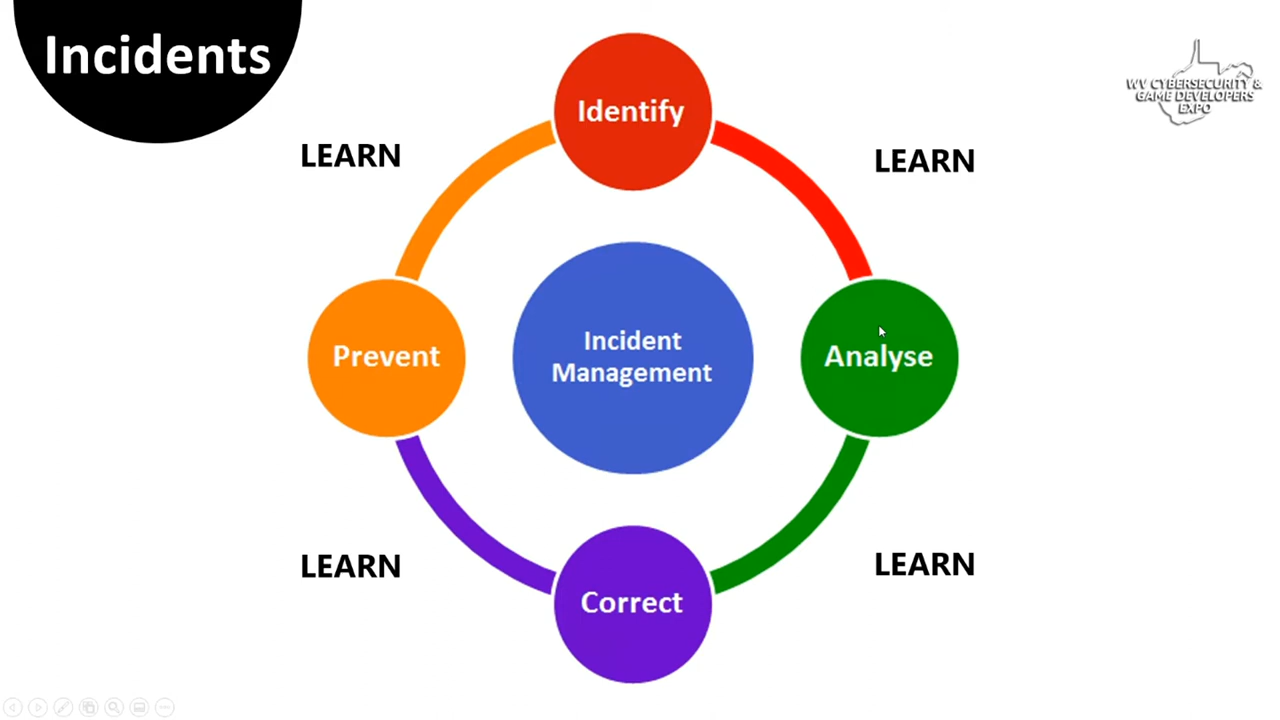 Incidents
WV CYBERSECURITY &
GAME DEVELOPERS
EXPO
Identify
LEARN
LEARN
Prevent
Incident
Management
Analyse
LEARN
LEARN
Correct